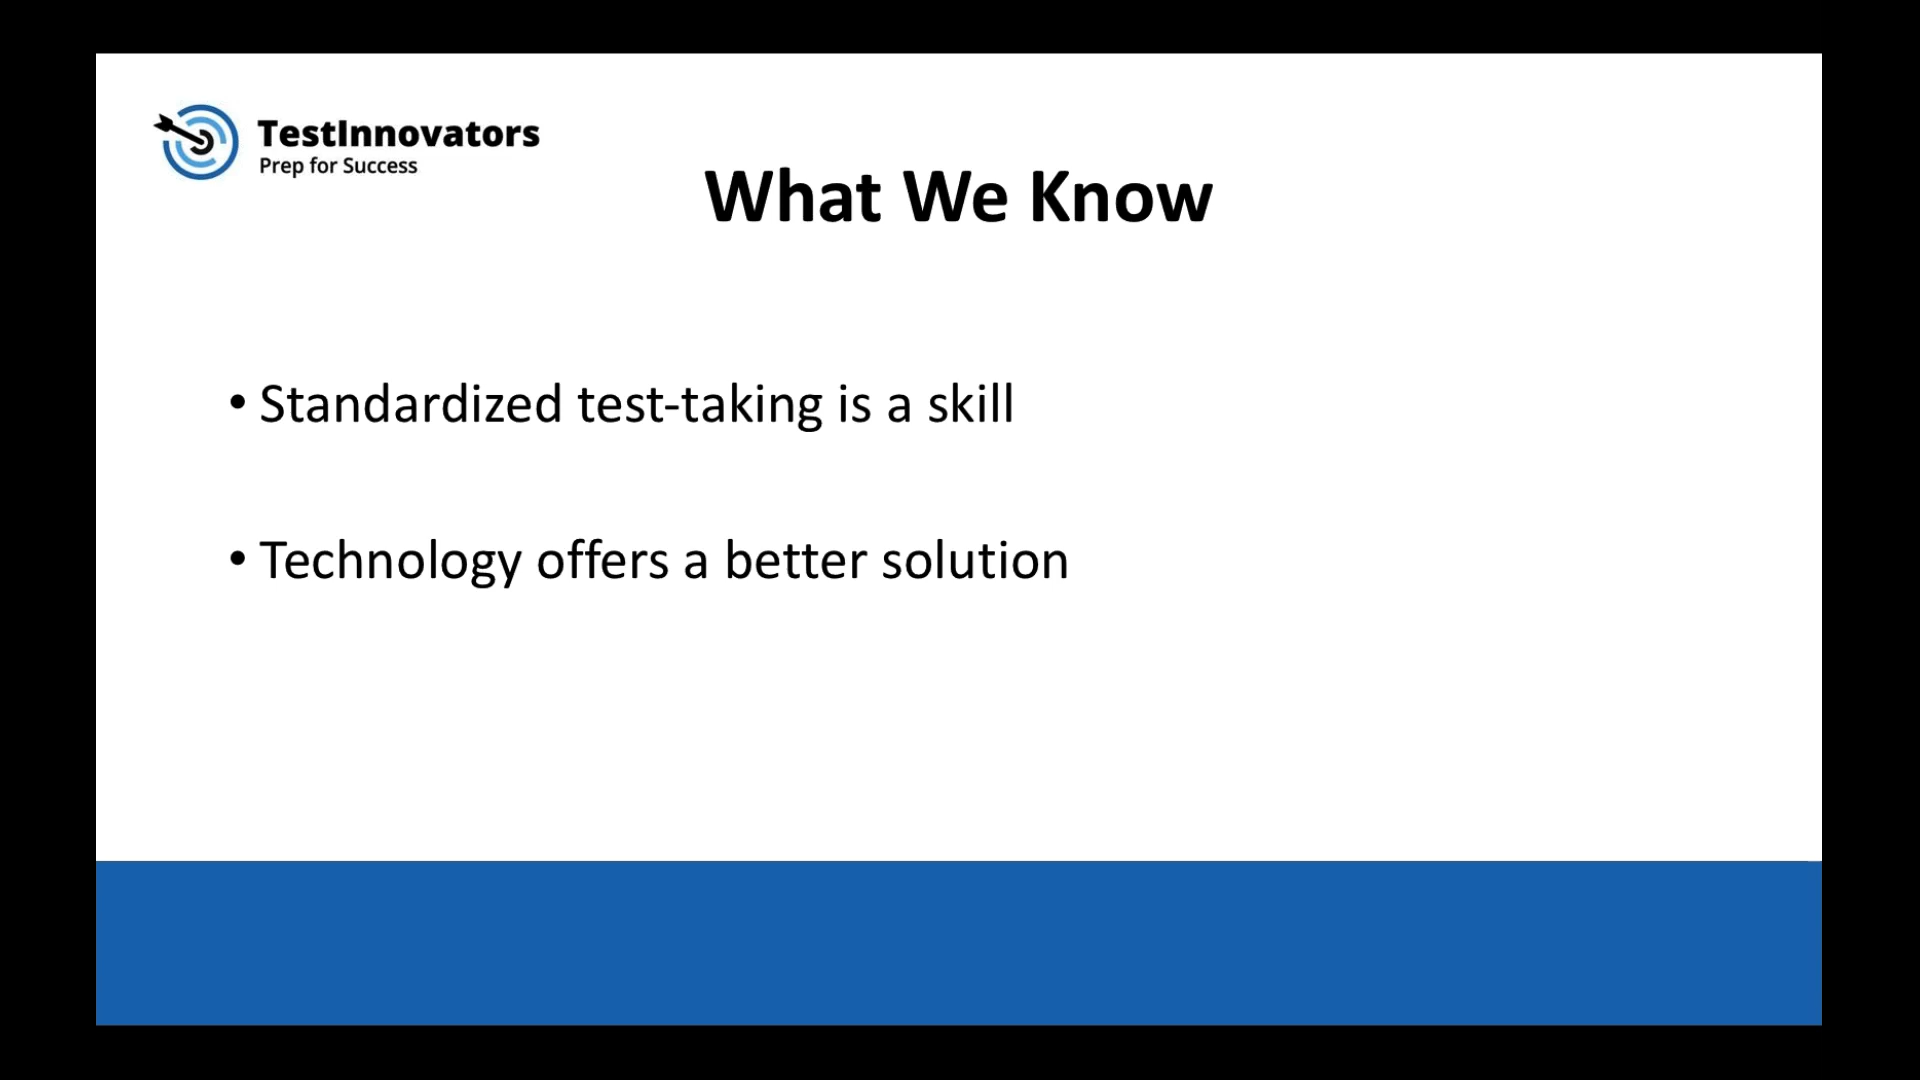 TestInnovators
Prep for Success
What We Know
• Standardized test-taking is a skill
• Technology offers a better solution